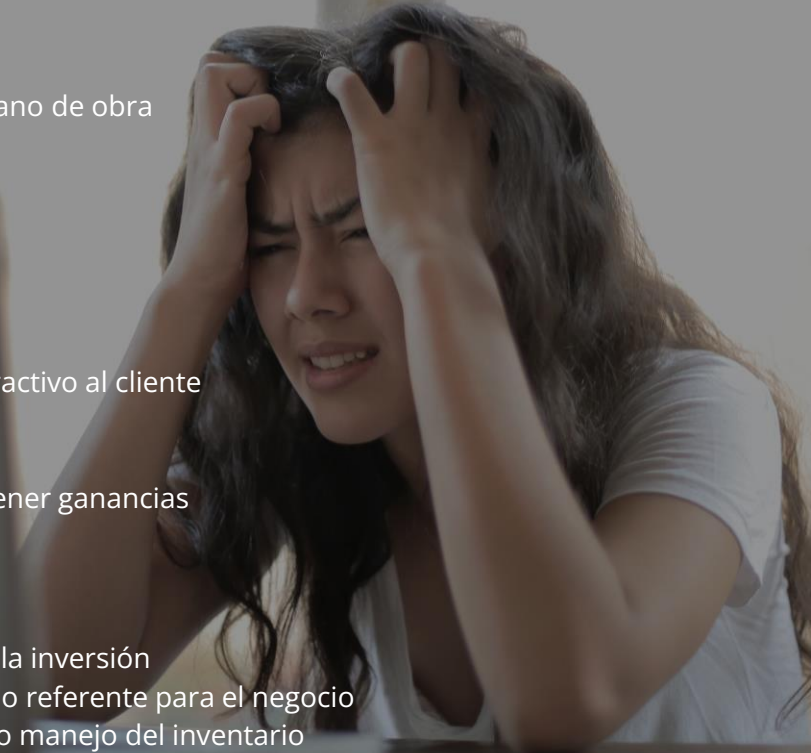 ano de obra
activo al cliente
ener ganancias
la inversión
o referente para el negocio
o manejo del inventario